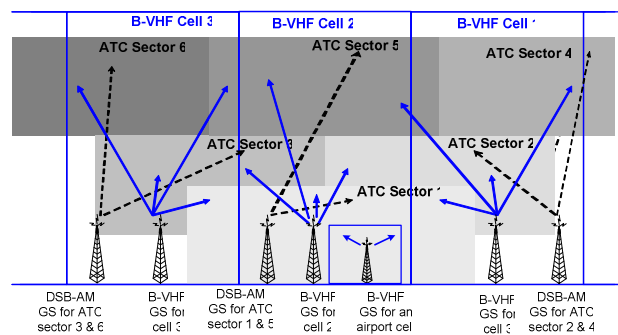 B-VHF Cell 3
B-VHF Cell 2
B-VHF Cell 1
ATC Sector 6
ATC Sector 5
ATC Sector 4
ATC Sector 3
ATC Sector 2
ATC Sector 1
DSB-AM
GS for ATC
sector 3 & 6
B-VHF
GS for
cell 3
DSB-AM
GS for ATC
sector 1 & 5
B-VHF
GS for
cell 2
B-VHF
GS for an
airport cel
B-VHF
GS for
cell 3
DSB-AM
GS for ATC
sector 2 & 4